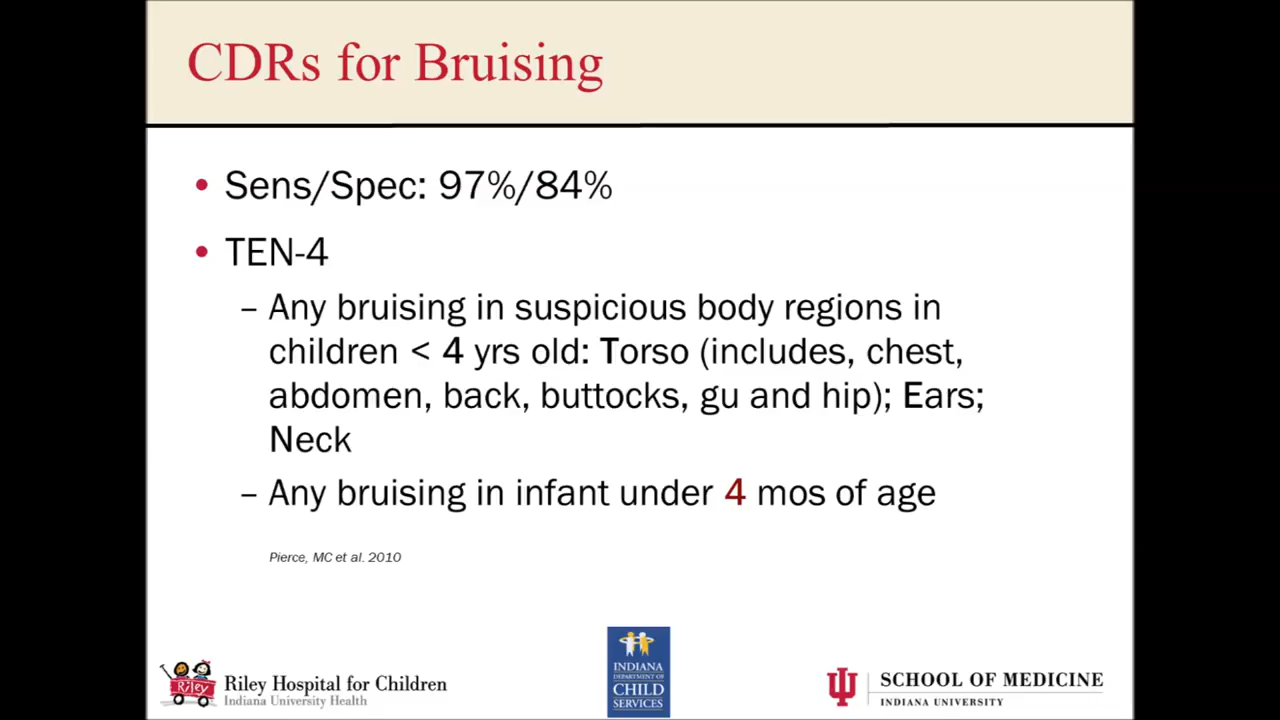 CDRs for Bruising
• Sens/Spec: 97%/84%
• TEN-4
– Any bruising in suspicious body regions in
children < 4 yrs old: Torso (includes, chest,
abdomen, back, buttocks, gu and hip); Ears;
Neck
– Any bruising in infant under 4 mos of age
Pierce, MC et al. 2010
Riley
Riley Hospital for Children
Indiana University Health
INDIANA
DEPARTMENT OF
CHILD
SERVICES
SCHOOL OF MEDICINE
INDIANA UNIVERSITY